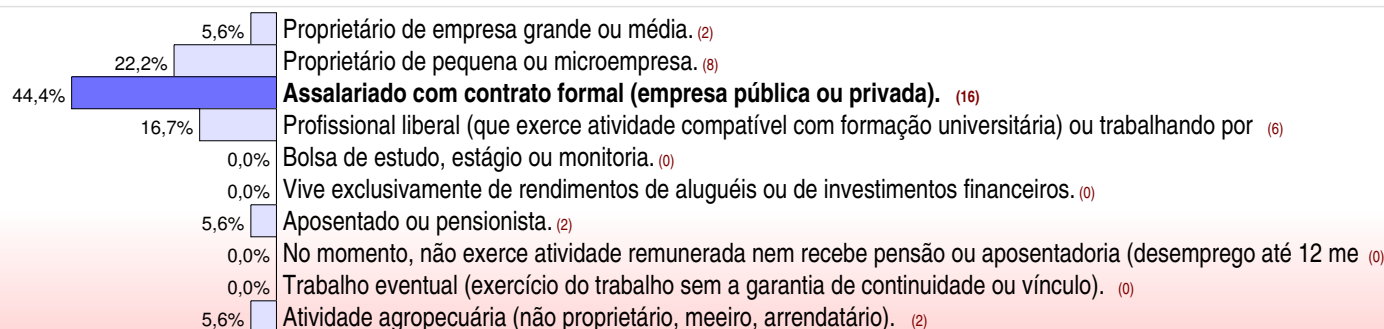 5,6% Proprietário de empresa grande ou média. (2)
22,2% Proprietário de pequena ou microempresa. (8)
44,4% Assalariado com contrato formal (empresa pública ou privada). (16)
16,7% Profissional liberal (que exerce atividade compatível com formação universitária) ou trabalhando por (6)
0,0% Bolsa de estudo, estágio ou monitoria. (0)
0,0% Vive exclusivamente de rendimentos de aluguéis ou de investimentos financeiros. (0)
5,6% Aposentado ou pensionista. (2)
0,0% No momento, não exerce atividade remunerada nem recebe pensão ou aposentadoria (desemprego até 12 me (0)
0,0% Trabalho eventual (exercício do trabalho sem a garantia de continuidade ou vínculo). (0)
5,6% Atividade agropecuária (não proprietário, meeiro, arrendatário). (2)